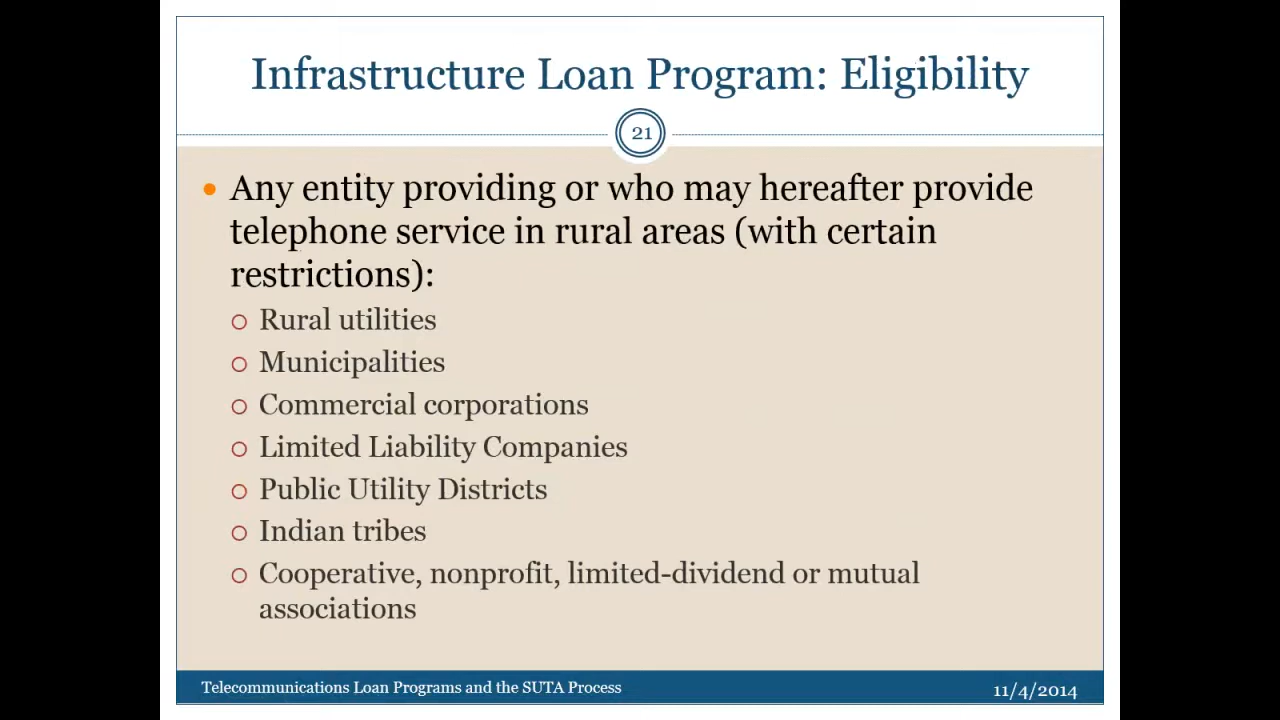 Infrastructure Loan Program: Eligibility
21
Any entity providing or who may hereafter provide
telephone service in rural areas (with certain
restrictions):
Rural utilities
Municipalities
Commercial corporations
Limited Liability Companies
Public Utility Districts
Indian tribes
Cooperative, nonprofit, limited-dividend or mutual
associations
Telecommunications Loan Programs and the SUTA Process
11/4/2014